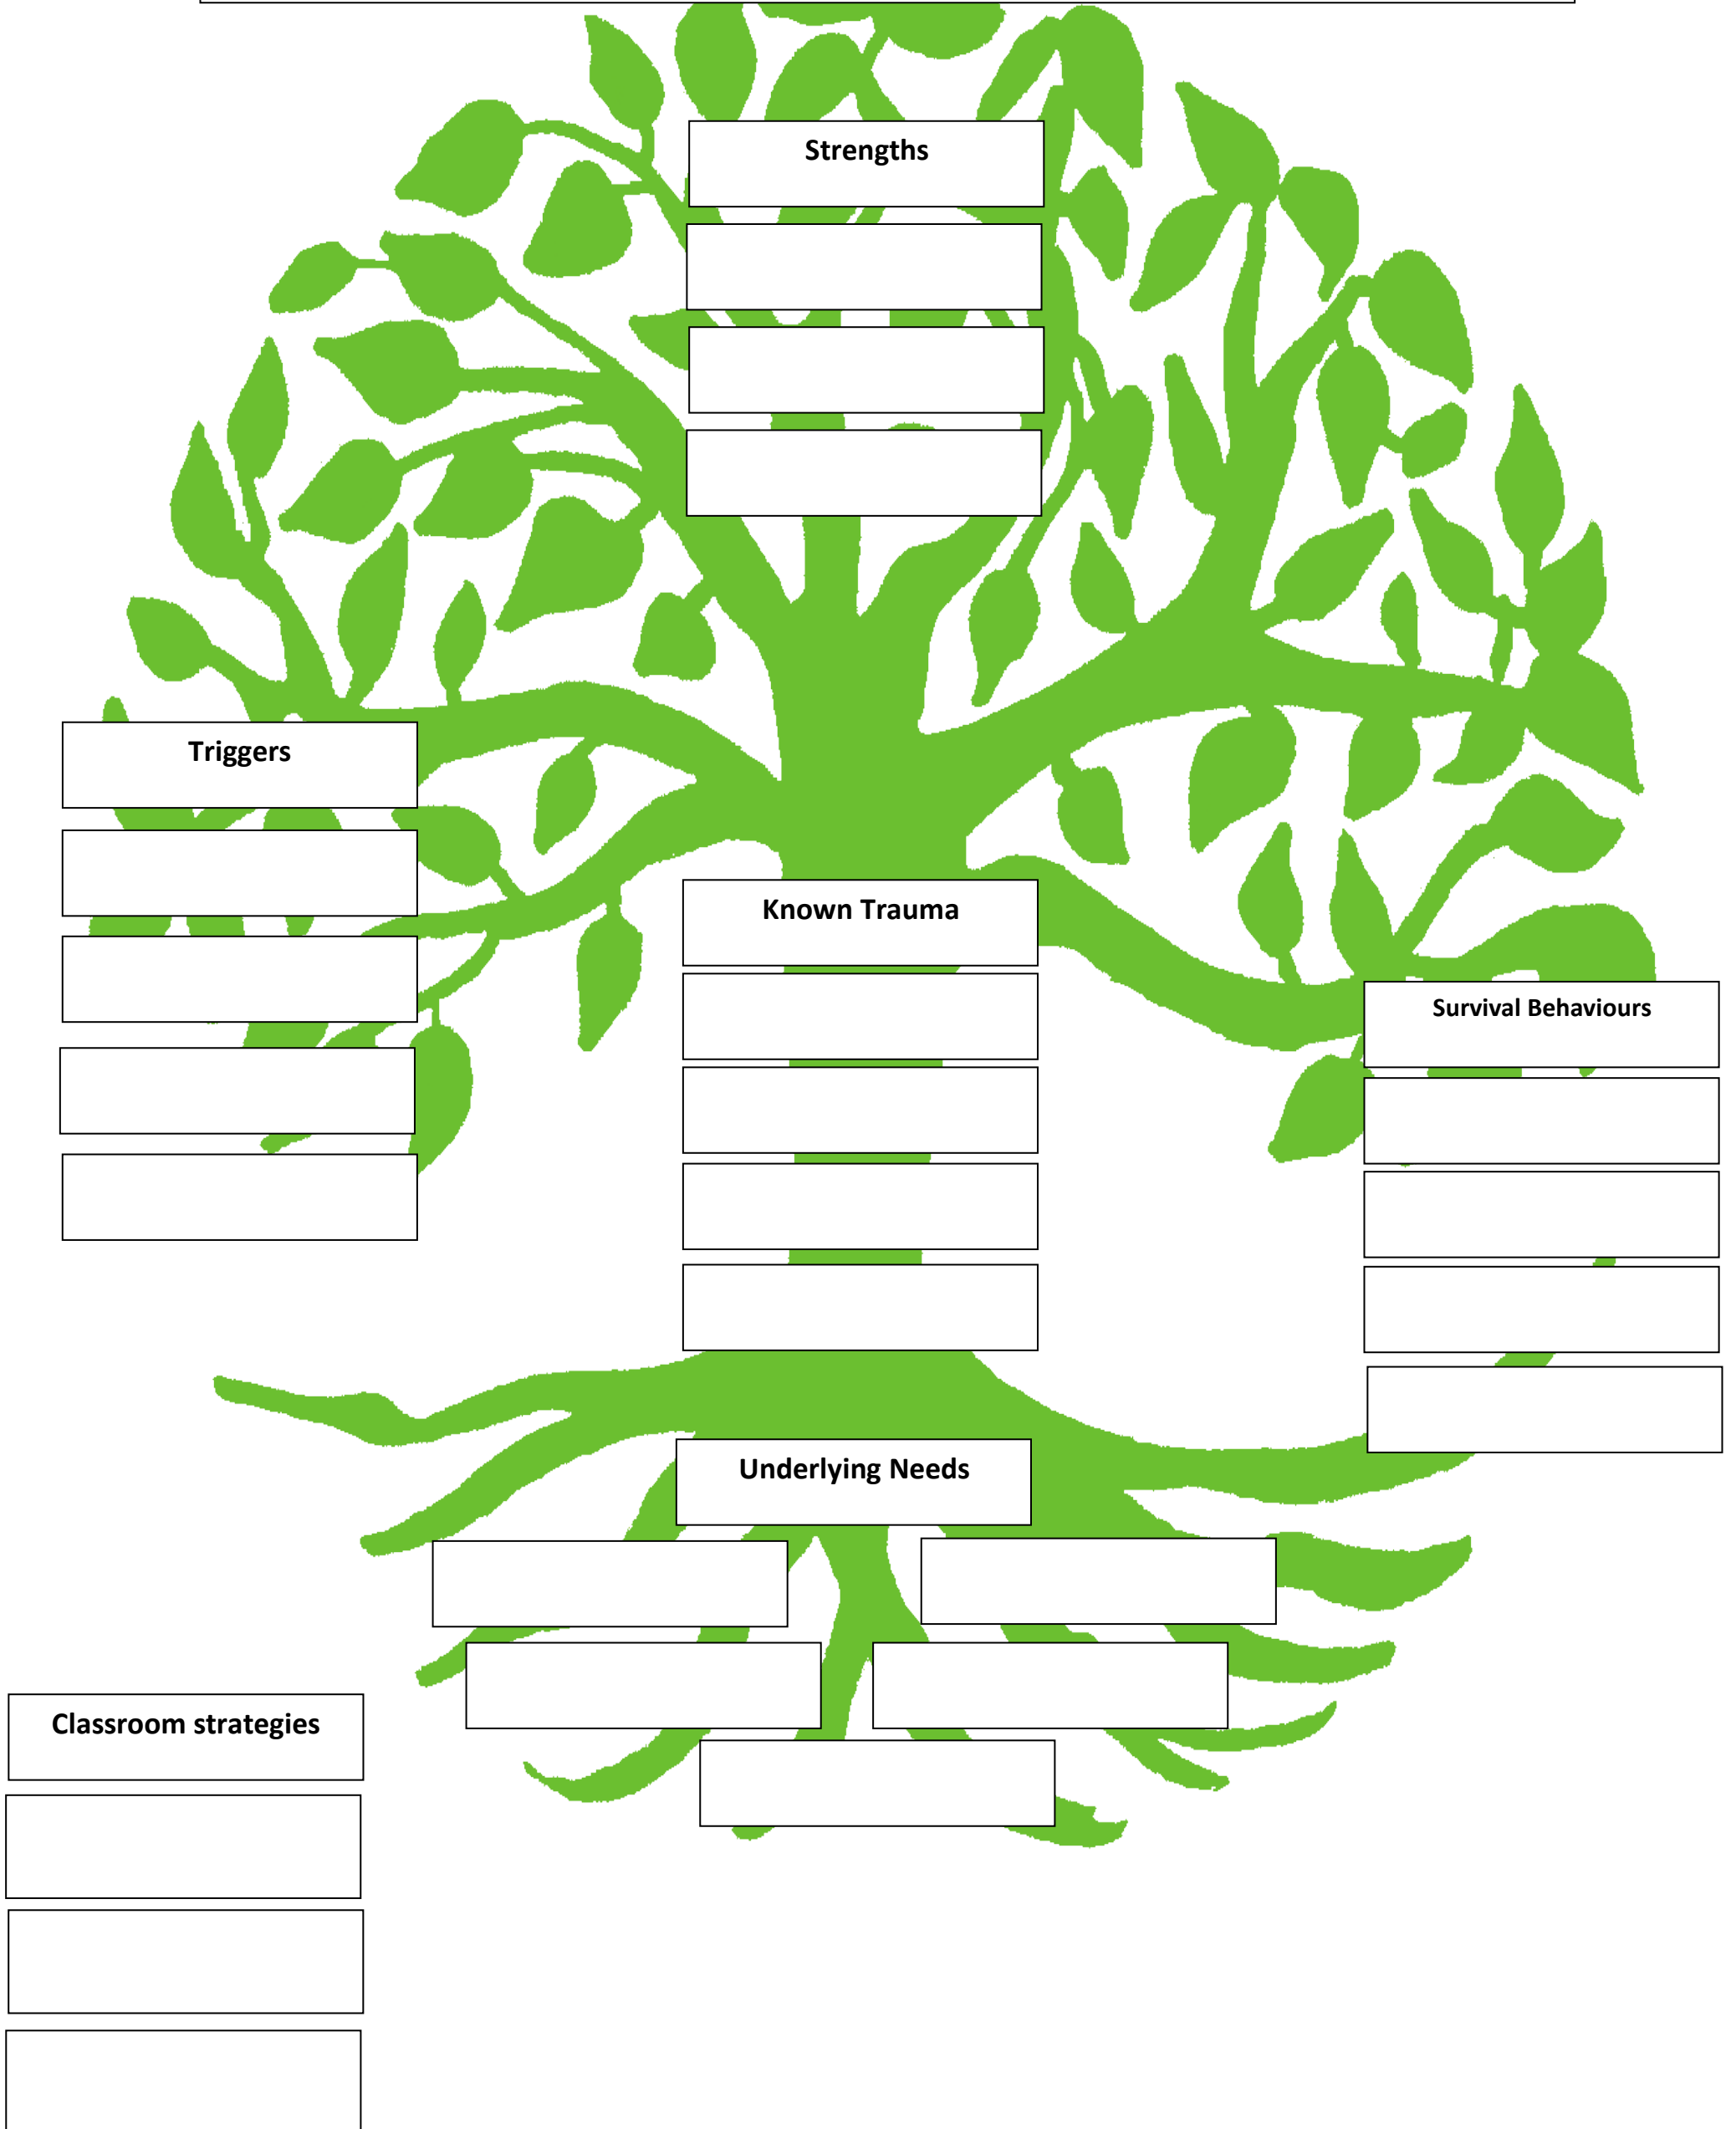 Strengths
Triggers
Known Trauma
Survival Behaviours
Underlying Needs
Classroom strategies